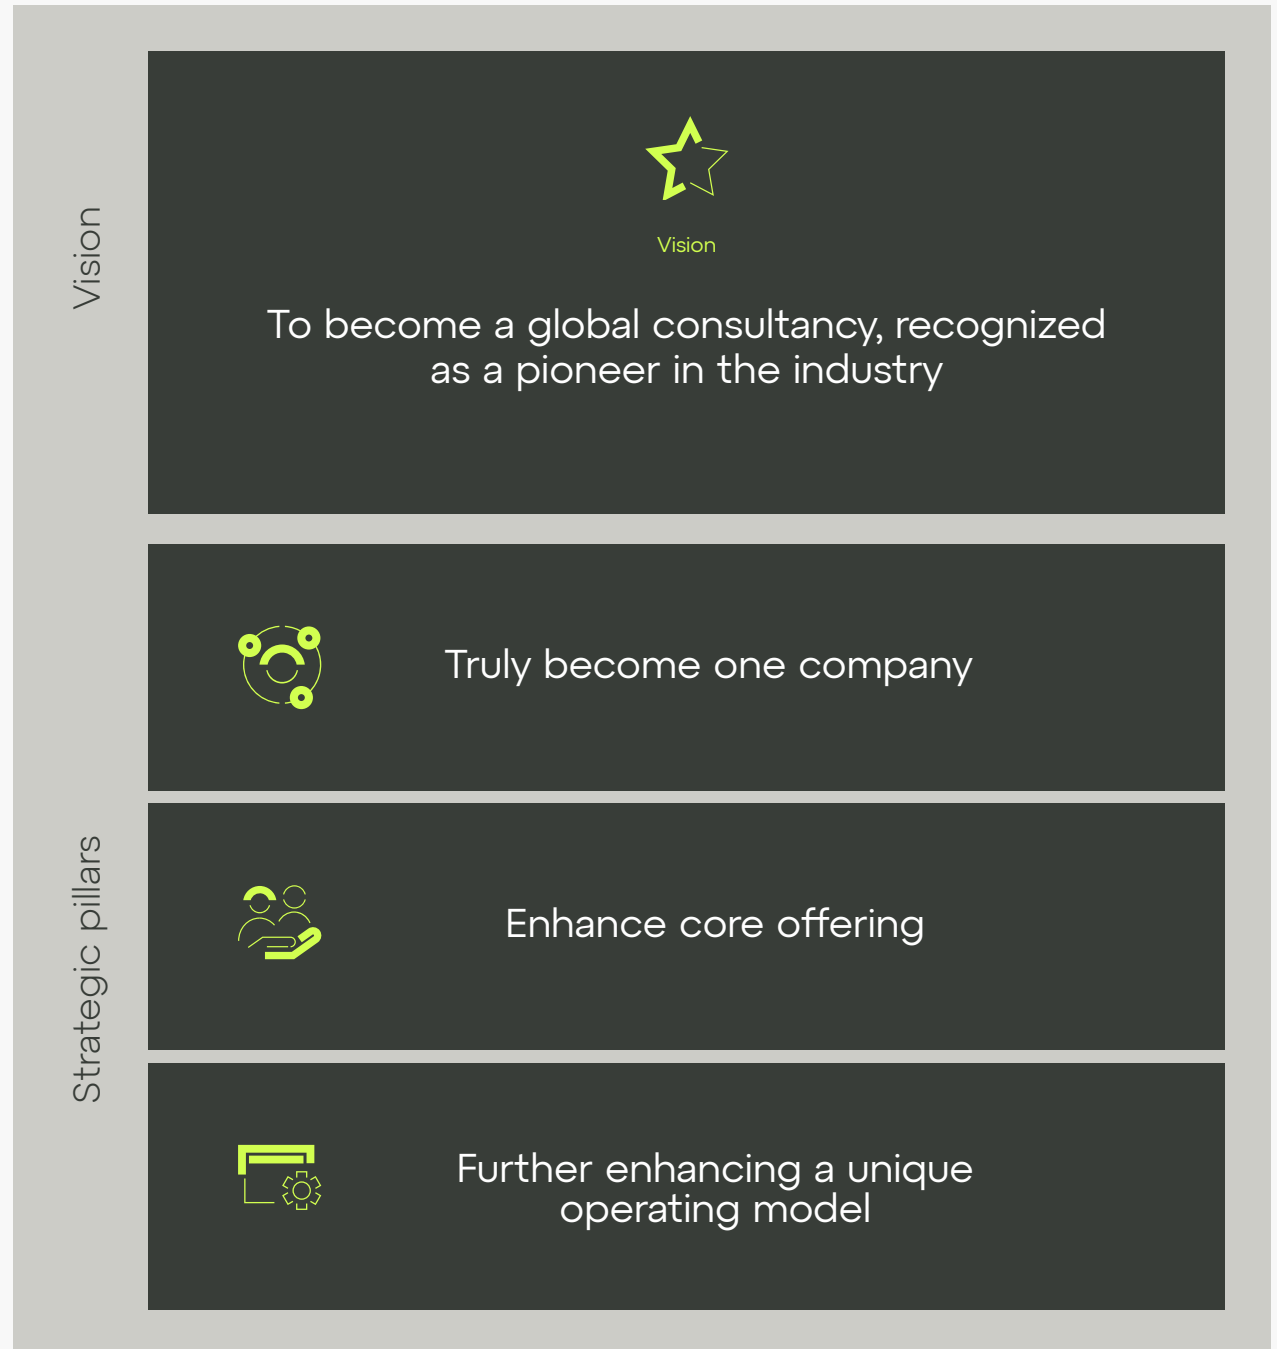 Vision
Vision
To become a global consultancy, recognized
as a pioneer in the industry
Strategic pillars
Truly become one company
Enhance core offering
Further enhancing a unique
operating model